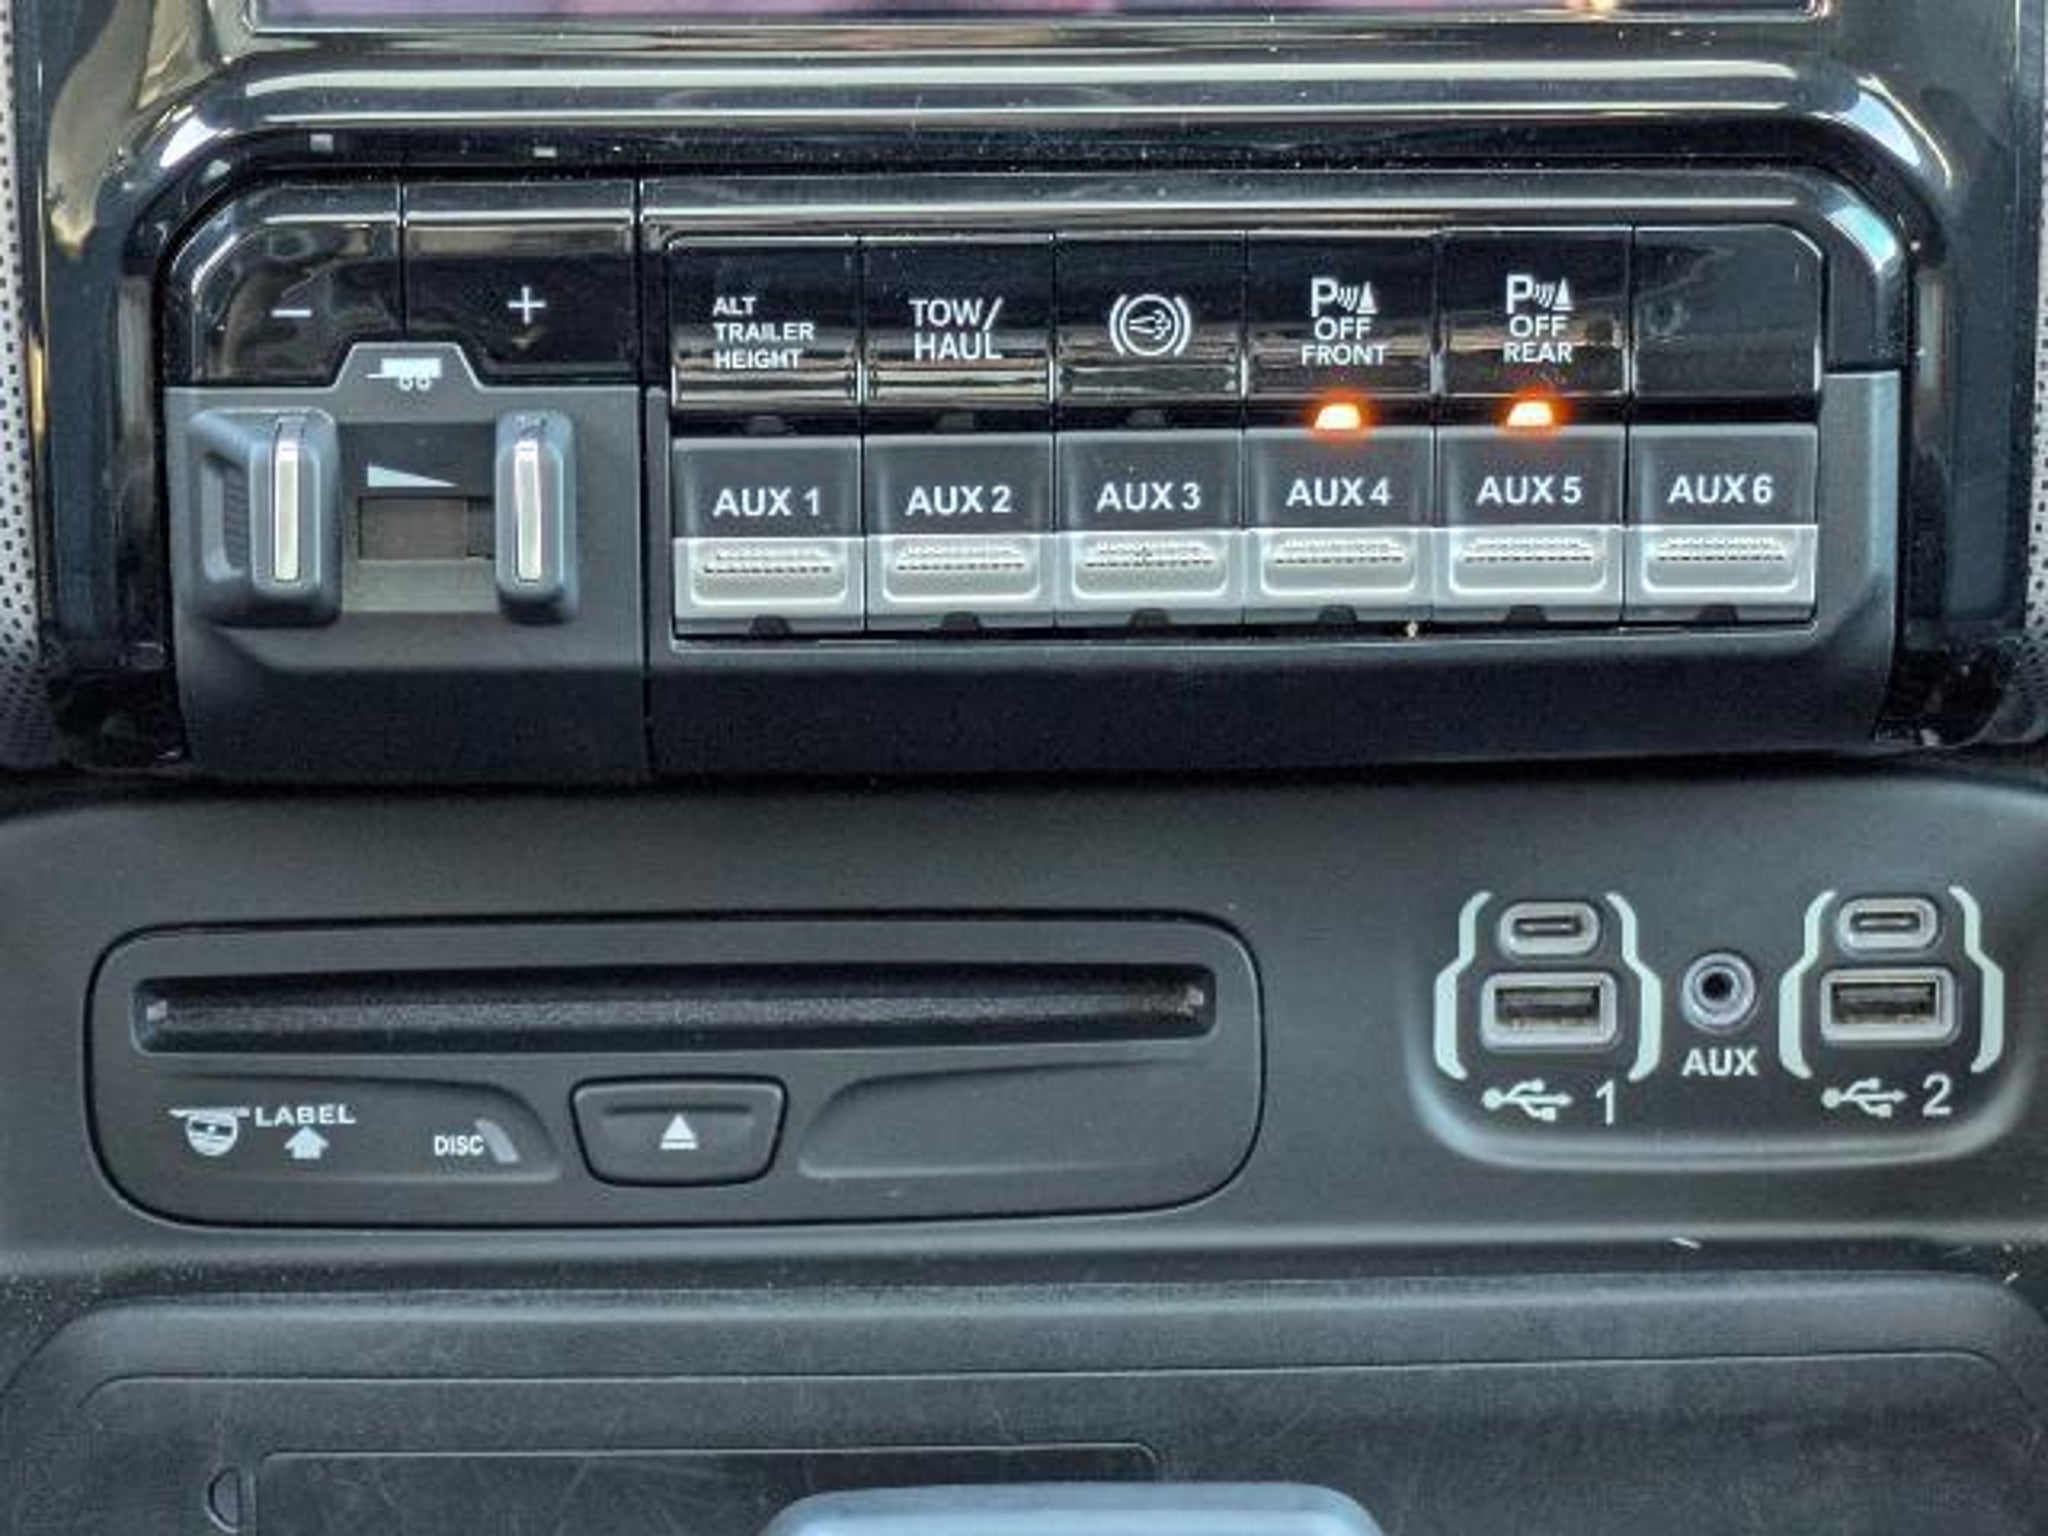 − +
ALT
TRAILER
HEIGHT
TOW/
HAUL
P
OFF
FRONT
P
OFF
REAR
AUX 1 AUX 2 AUX 3 AUX 4 AUX 5 AUX 6
LABEL
DISC
AUX
1
2